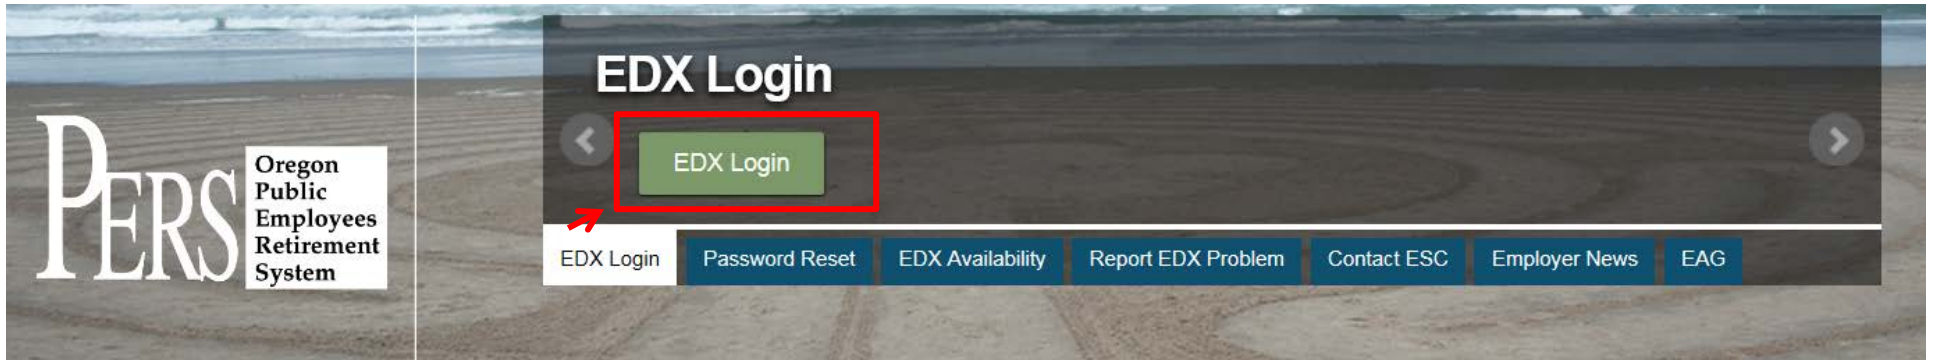 PERS
Oregon
Public
Employees
Retirement
System
EDX Login
EDX Login
EDX Login
Password Reset
EDX Availability
Report EDX Problem
Contact ESC
Employer News
EAG